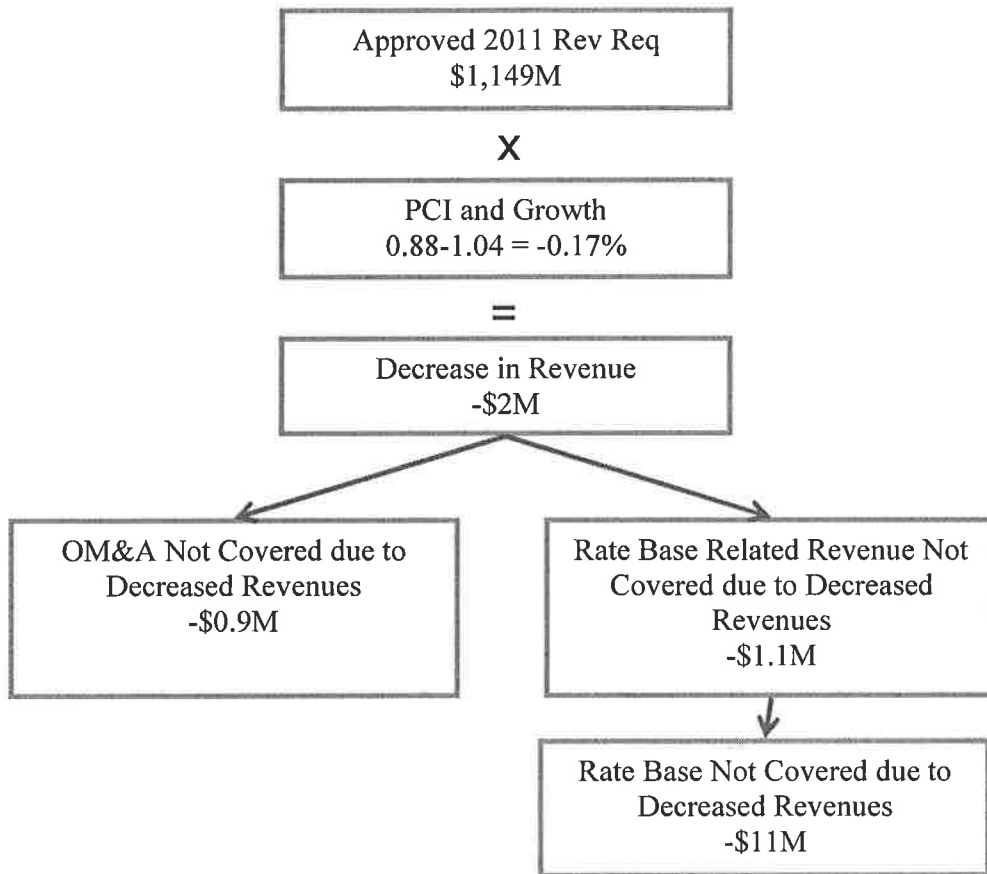 Approved 2011 Rev Req
$1,149M
X
PCI and Growth
0.88-1.04 = -0.17%
=
Decrease in Revenue
-$2M
OM&A Not Covered due to
Decreased Revenues
-$0.9M
Rate Base Related Revenue Not
Covered due to Decreased
Revenues
-$1.1M
Rate Base Not Covered due to
Decreased Revenues
-$11M